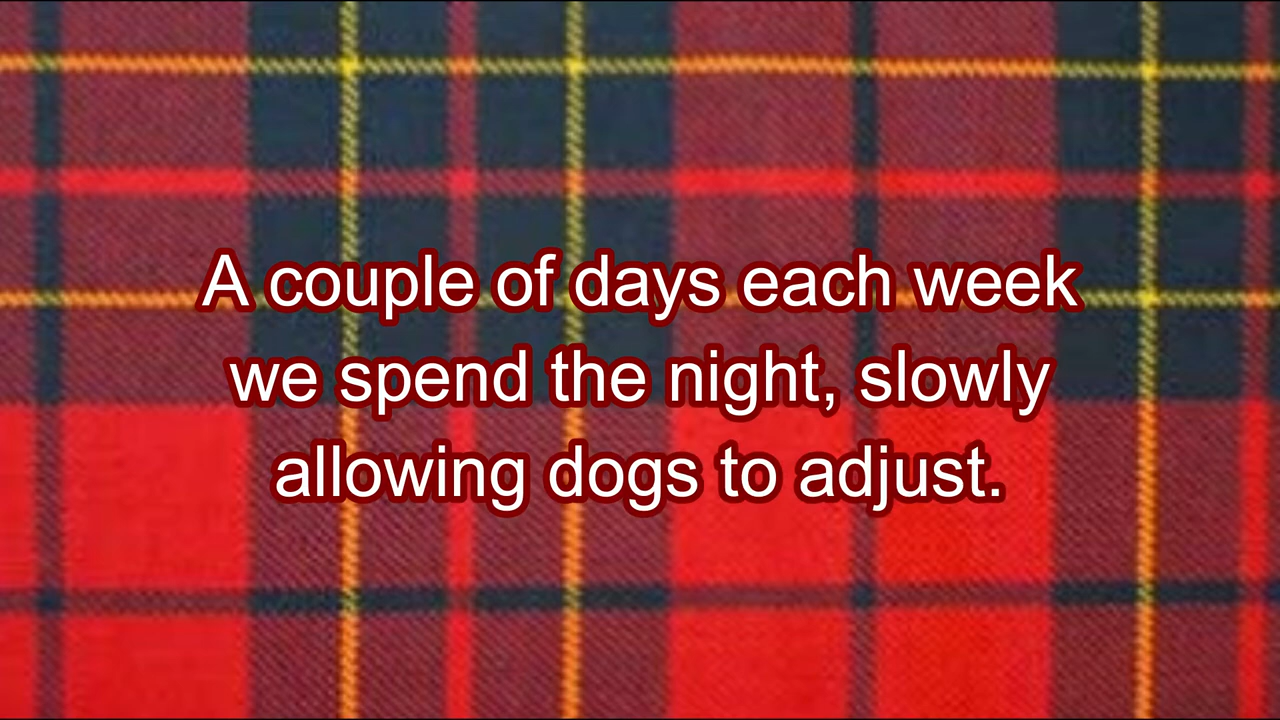 A couple of days each week
we spend the night, slowly
allowing dogs to adjust.